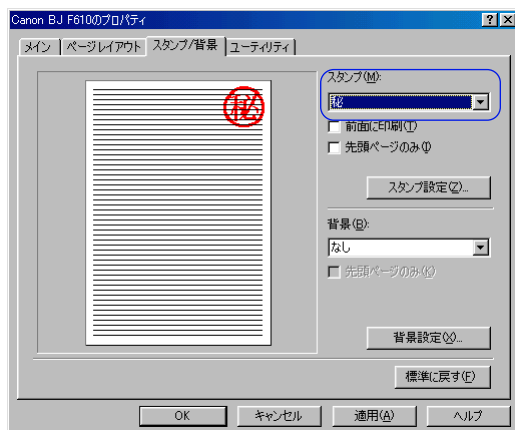 Canon BJ F610のプロパティ
メイン ページレイアウト スタンプ/背景 ユーティリティ
スタンプ(M):
秘
秘
前面に印刷(T)
先頭ページのみ(I)
スタンプ設定(Z)...
背景(B):
なし
先頭ページのみ(K)
背景設定(X)...
標準に戻す(F)
OK キャンセル 適用(A) ヘルプ